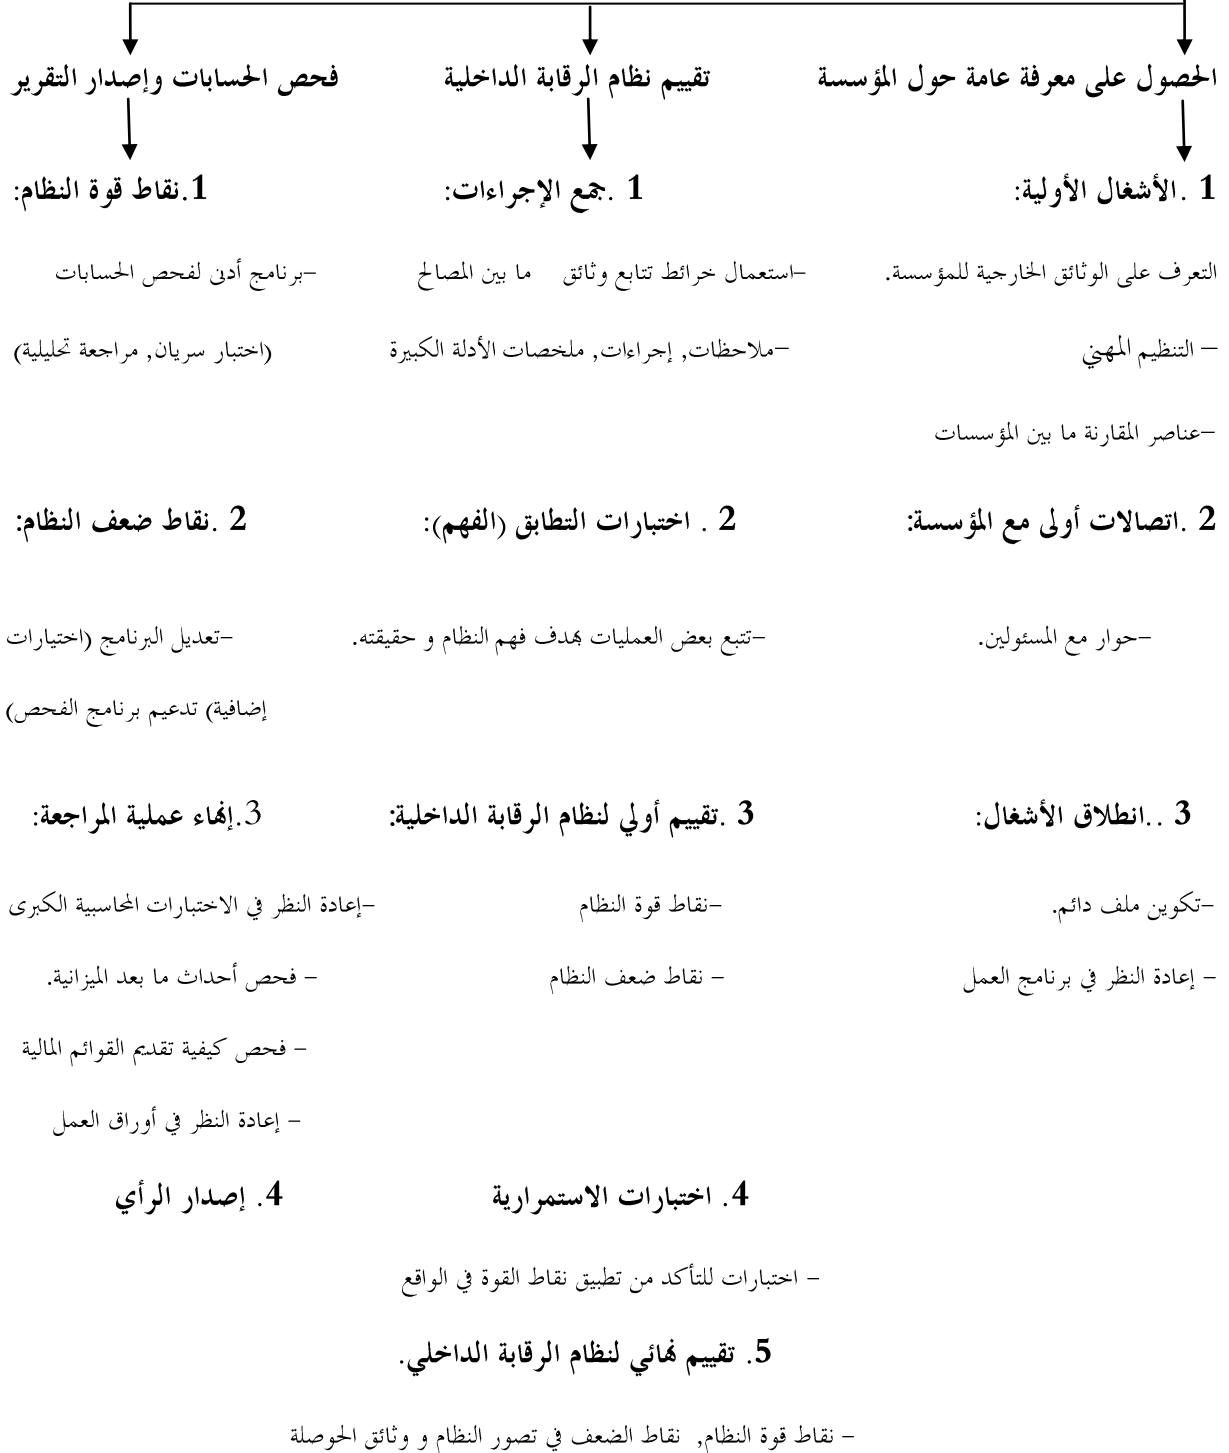 الحصول على معرفة عامة حول المؤسسة تقييم نظام الرقابة الداخلية فحص الحسابات وإصدار التقرير
1 .الأشغال الأولية: 1 .جمع الإجراءات: 1.نقاط قوة النظام:
التعرف على الوثائق الخارجية للمؤسسة. –استعمال خرائط تتابع وثائق ما بين المصالح –برنامج أدنى لفحص الحسابات
– التنظيم المهني –ملاحظات, إجراءات, ملخصات الأدلة الكبيرة (اختبار سريان, مراجعة تحليلية)
–عناصر المقارنة ما بين المؤسسات
2 .اتصالات أولى مع المؤسسة: 2 . اختبارات التطابق (الفهم): 2 .نقاط ضعف النظام:
–حوار مع المسئولين. –تتبع بعض العمليات بهدف فهم النظام و حقيقته. –تعديل البرنامج (اختيارات
إضافية) تدعيم برنامج الفحص)
3 ..انطلاق الأشغال: 3 .تقييم أولي لنظام الرقابة الداخلية: 3.إنهاء عملية المراجعة:
–تكوين ملف دائم. –نقاط قوة النظام –إعادة النظر في الاختبارات المحاسبية الكبرى
– إعادة النظر في برنامج العمل – نقاط ضعف النظام – فحص أحداث ما بعد الميزانية.
– فحص كيفية تقديم القوائم المالية
– إعادة النظر في أوراق العمل
4. اختبارات الاستمرارية 4. إصدار الرأي
– اختبارات للتأكد من تطبيق نقاط القوة في الواقع
5. تقييم نهائي لنظام الرقابة الداخلي.
– نقاط قوة النظام, نقاط الضعف في تصور النظام و وثائق الحوصلة